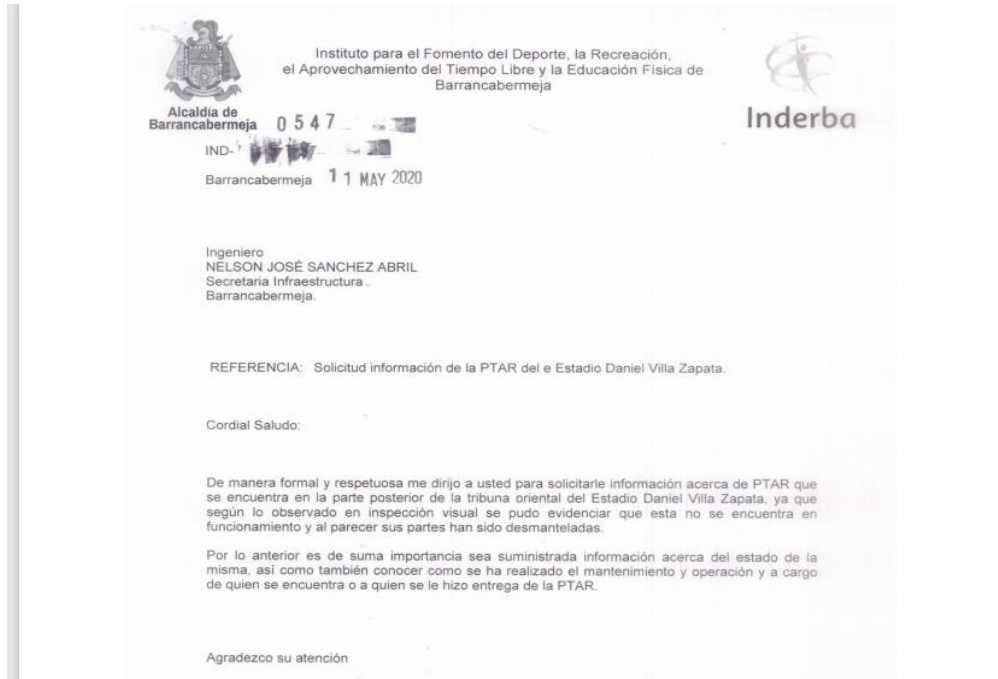 Instituto para el Fomento del Deporte, la Recreación,
el Aprovechamiento del Tiempo Libre y la Educación Física de
Barrancabermeja
Alcaldía de
Barrancabermeja
Inderba
0547
IND-
Barrancabermeja 11 MAY 2020
Ingeniero
NELSON JOSÉ SANCHEZ ABRIL
Secretaria Infraestructura
Barrancabermeja.
REFERENCIA: Solicitud información de la PTAR del e Estadio Daniel Villa Zapata.
Cordial Saludo:
De manera formal y respetuosa me dirijo a usted para solicitarle información acerca de PTAR que
se encuentra en la parte posterior de la tribuna oriental del Estadio Daniel Villa Zapata, ya que
según lo observado en inspección visual se pudo evidenciar que esta no se encuentra en
funcionamiento y al parecer sus partes han sido desmanteladas.
Por lo anterior es de suma importancia sea suministrada información acerca del estado de la
misma, así como también conocer como se ha realizado el mantenimiento y operación y a cargo
de quien se encuentra o a quien se le hizo entrega de la PTAR.
Agradezco su atención